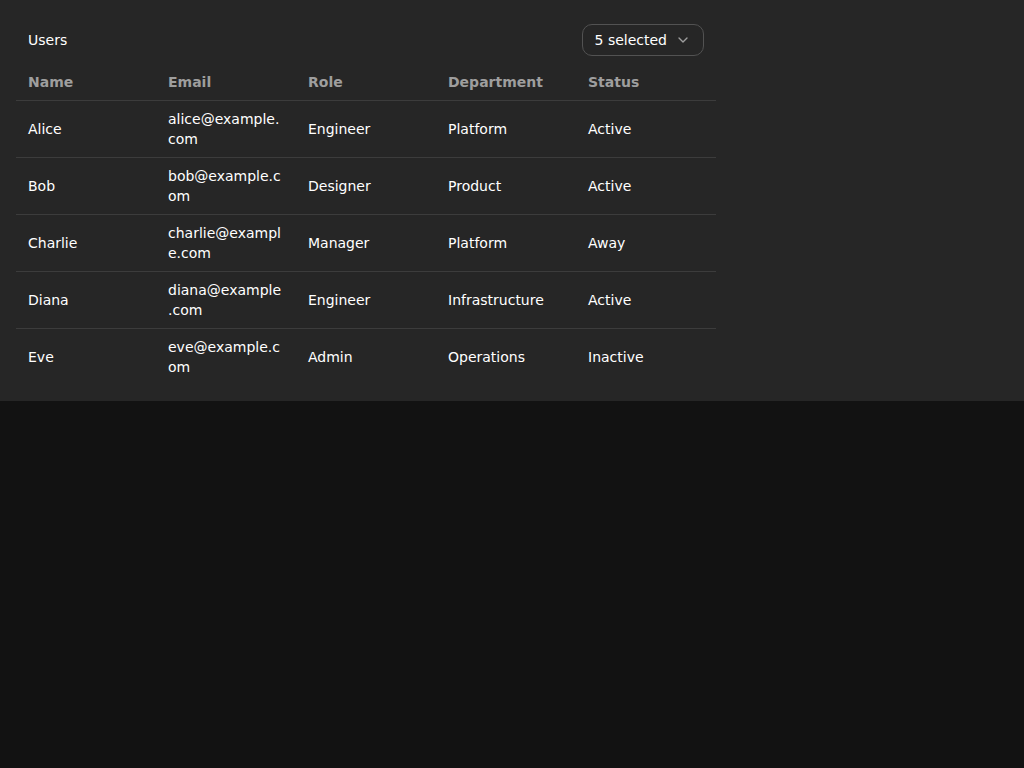 Users 5 selected
Name Email Role Department Status
Alice alice@example.
com Engineer Platform Active
Bob bob@example.c
om Designer Product Active
Charlie charlie@exampl
e.com Manager Platform Away
Diana diana@example
.com Engineer Infrastructure Active
Eve eve@example.c
om Admin Operations Inactive